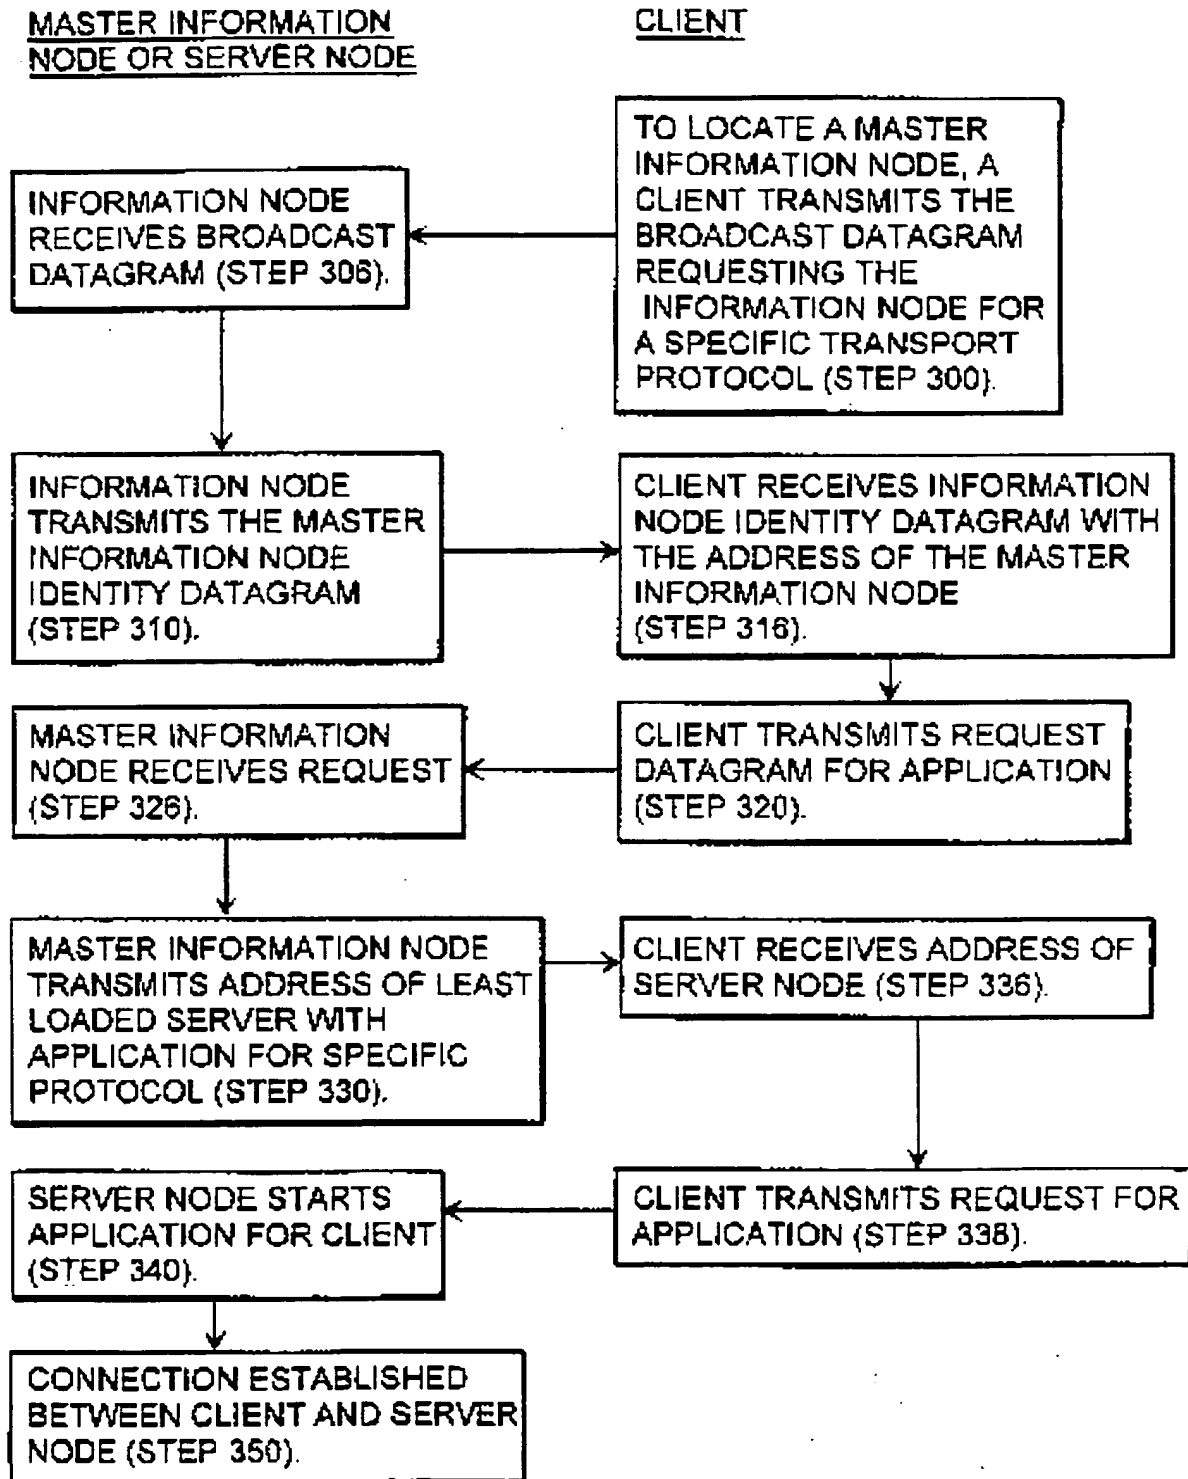 MASTER INFORMATION
NODE OR SERVER NODE
CLIENT
TO LOCATE A MASTER
INFORMATION NODE, A
CLIENT TRANSMITS THE
BROADCAST DATAGRAM
REQUESTING THE
INFORMATION NODE FOR
A SPECIFIC TRANSPORT
PROTOCOL (STEP 300).
INFORMATION NODE
RECEIVES BROADCAST
DATAGRAM (STEP 306).
INFORMATION NODE
TRANSMITS THE MASTER
INFORMATION NODE
IDENTITY DATAGRAM
(STEP 310).
CLIENT RECEIVES INFORMATION
NODE IDENTITY DATAGRAM WITH
THE ADDRESS OF THE MASTER
INFORMATION NODE
(STEP 316).
CLIENT TRANSMITS REQUEST
DATAGRAM FOR APPLICATION
(STEP 320).
MASTER INFORMATION
NODE RECEIVES REQUEST
(STEP 326).
MASTER INFORMATION NODE
TRANSMITS ADDRESS OF LEAST
LOADED SERVER WITH
APPLICATION FOR SPECIFIC
PROTOCOL (STEP 330).
CLIENT RECEIVES ADDRESS OF
SERVER NODE (STEP 336).
CLIENT TRANSMITS REQUEST FOR
APPLICATION (STEP 338).
SERVER NODE STARTS
APPLICATION FOR CLIENT
(STEP 340).
CONNECTION ESTABLISHED
BETWEEN CLIENT AND SERVER
NODE (STEP 350).